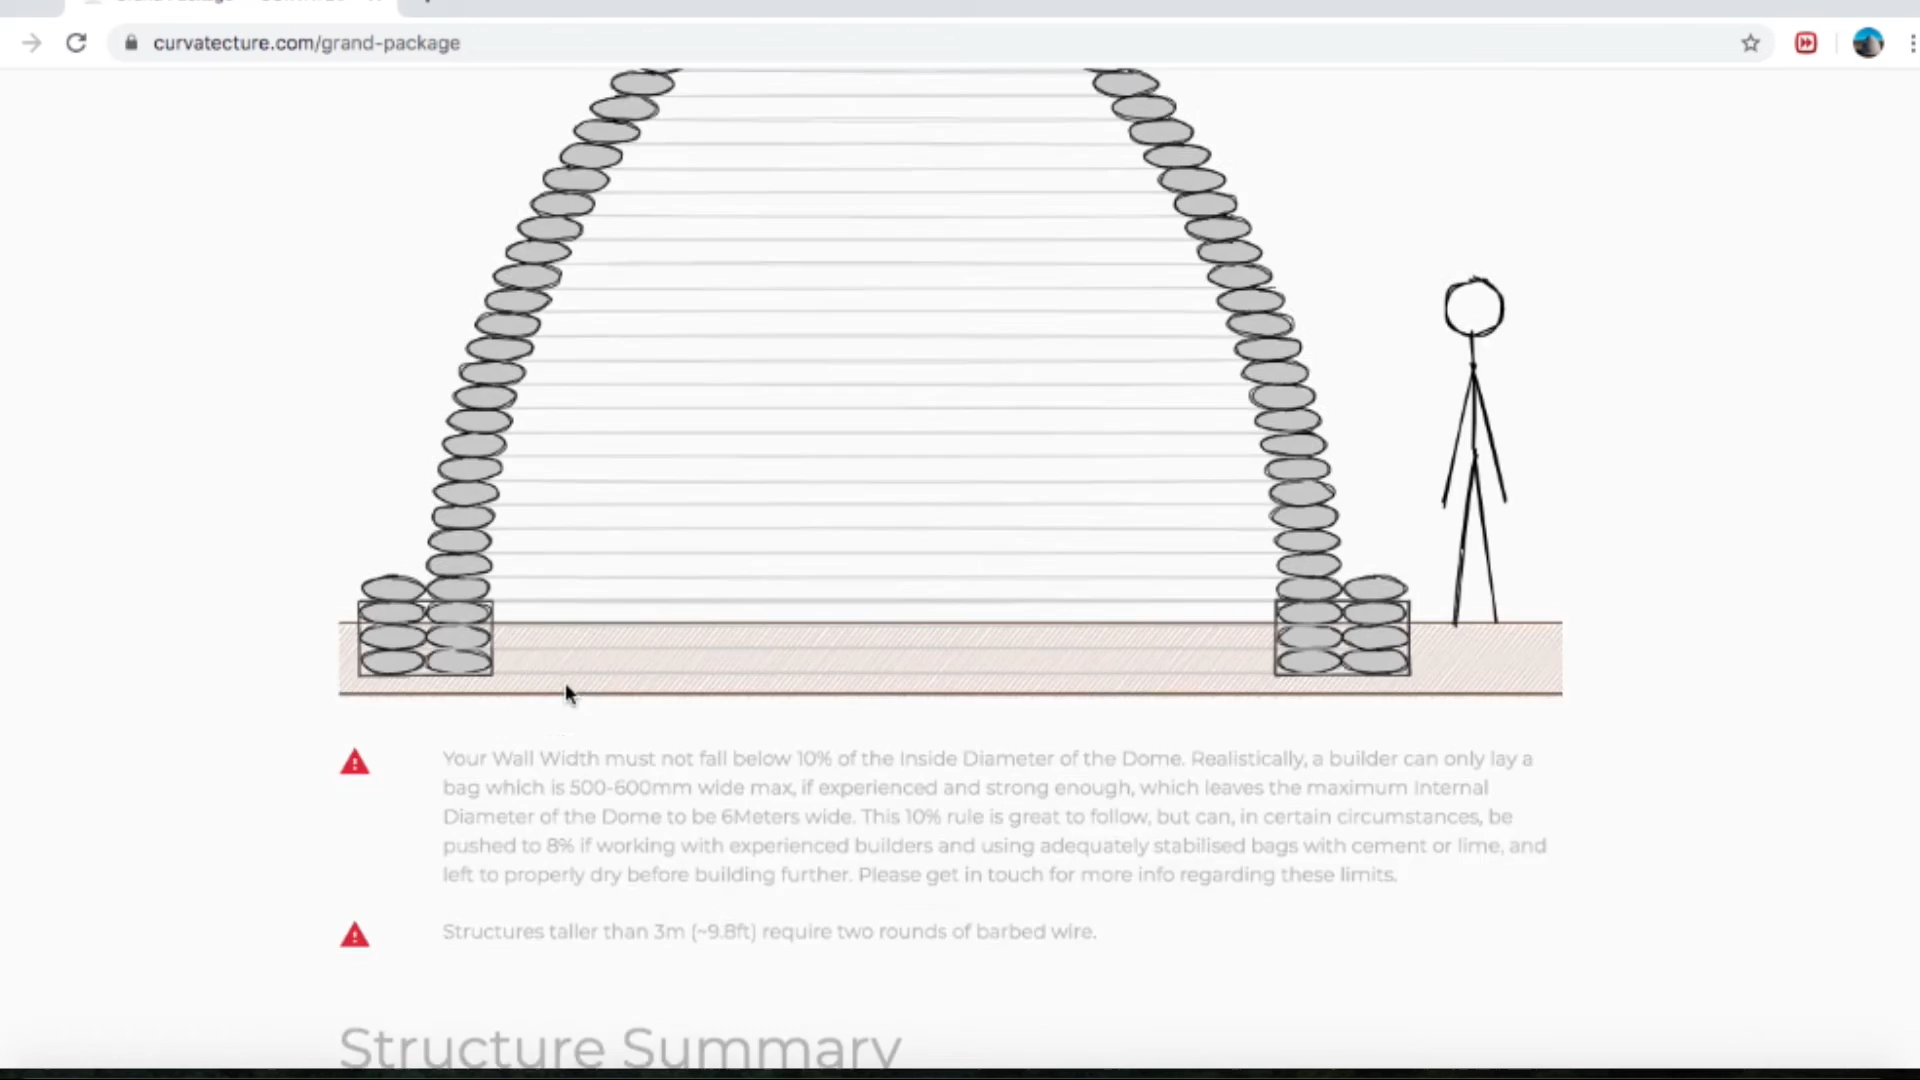 curvatecture.com/grand-package
Your Wall Width must not fall below 10% of the Inside Diameter of the Dome. Realistically, a builder can only lay a
bag which is 500-600mm wide max, if experienced and strong enough, which leaves the maximum Internal
Diameter of the Dome to be 6Meters wide. This 10% rule is great to follow, but can, in certain circumstances, be
pushed to 8% if working with experienced builders and using adequately stabilised bags with cement or lime, and
left to properly dry before building further. Please get in touch for more info regarding these limits.
Structures taller than 3m (~9.8ft) require two rounds of barbed wire.
Structure Summary